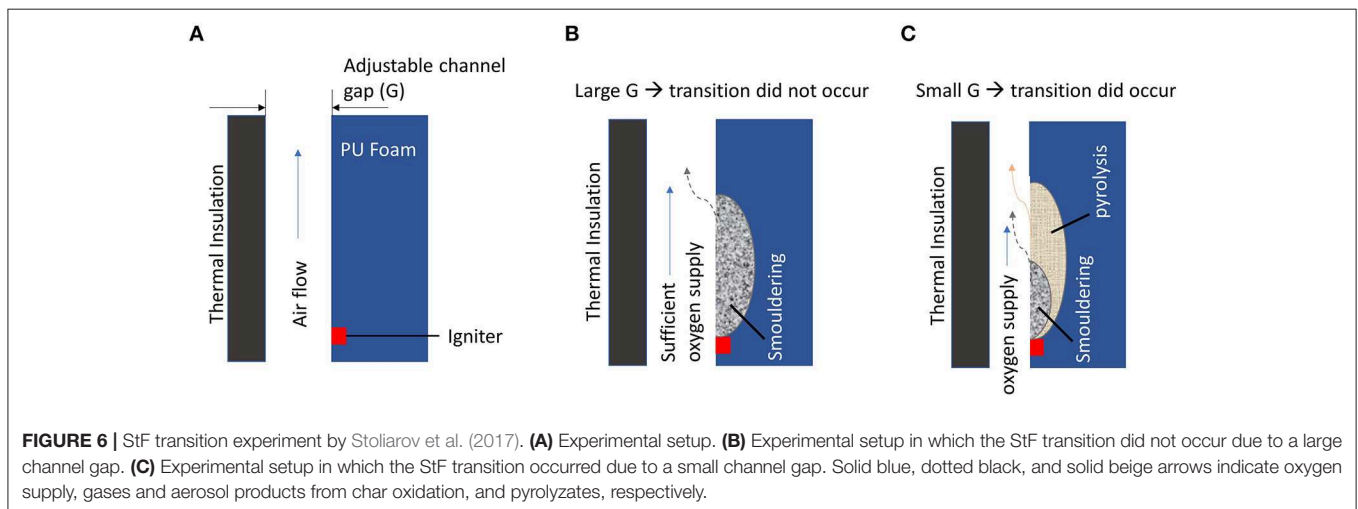 A
Adjustable channel
gap (G)
Thermal Insulation
Air flow
PU Foam
Igniter
B
Large G → transition did not occur
Thermal Insulation
Sufficient
oxygen supply
Smouldering
C
Small G → transition did occur
Thermal Insulation
oxygen supply
pyrolysis
Smouldering
FIGURE 6 | StF transition experiment by Stoliarov et al. (2017). (A) Experimental setup. (B) Experimental setup in which the StF transition did not occur due to a large
channel gap. (C) Experimental setup in which the StF transition occurred due to a small channel gap. Solid blue, dotted black, and solid beige arrows indicate oxygen
supply, gases and aerosol products from char oxidation, and pyrolyzates, respectively.